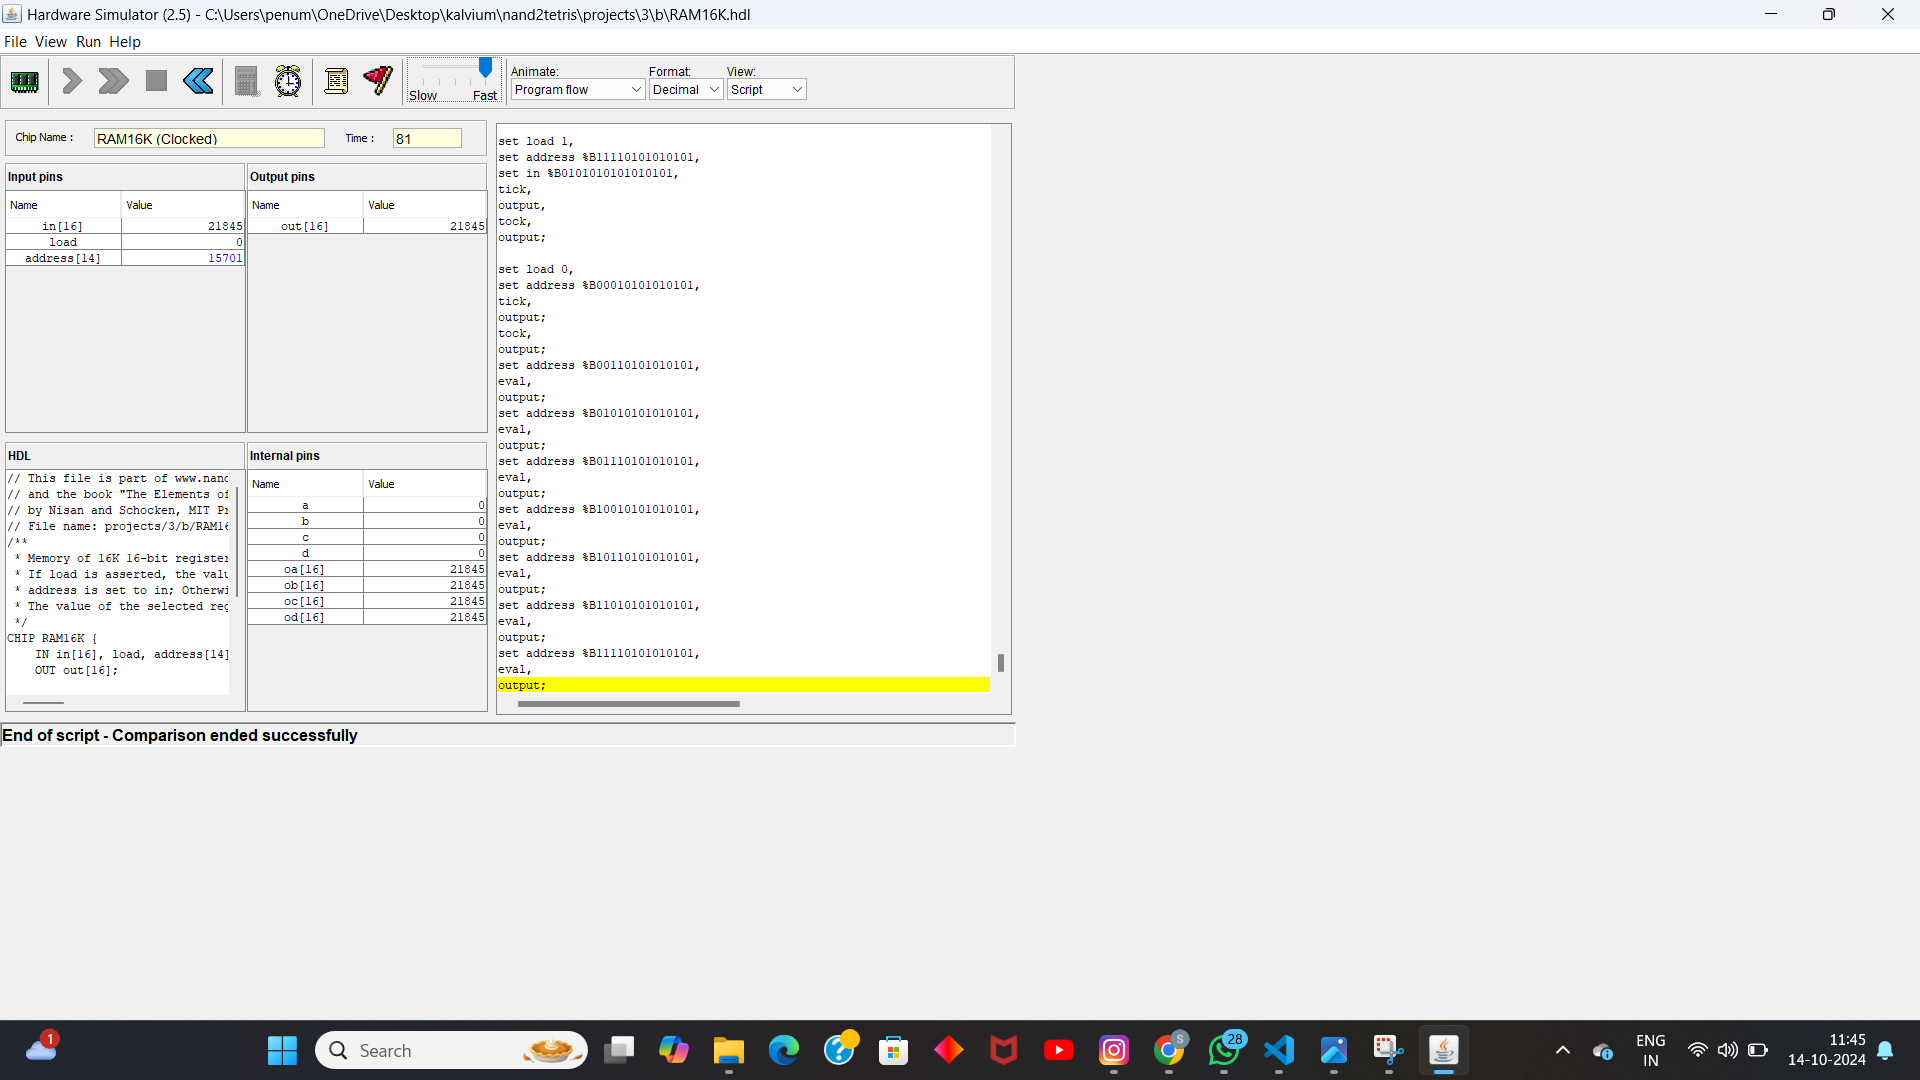 Hardware Simulator (2.5) - C:\Users\penum\OneDrive\Desktop\kalvium\nand2tetris\projects\3\b\RAM16K.hdl
File View Run Help
Slow Fast
Animate: Format: View:
Program flow Decimal Script
Chip Name : RAM16K (Clocked) Time : 81
Input pins
Name Value
in[16] 21845
load 0
address[14] 15701
Output pins
Name Value
out[16] 21845
HDL
// This file is part of www.nand
// and the book "The Elements of
// by Nisan and Schocken, MIT Pr
// File name: projects/3/b/RAM16
/**
* Memory of 16K 16-bit register
* If load is asserted, the valu
* address is set to in; Otherwi
* The value of the selected reg
*/
CHIP RAM16K {
IN in[16], load, address[14]
OUT out[16];
Internal pins
Name Value
a 0
b 0
c 0
d 0
oa[16] 21845
ob[16] 21845
oc[16] 21845
od[16] 21845
set load 1,
set address %B11110101010101,
set in %B0101010101010101,
tick,
output,
tock,
output;
set load 0,
set address %B00010101010101,
tick,
output;
tock,
output;
set address %B00110101010101,
eval,
output;
set address %B01010101010101,
eval,
output;
set address %B01110101010101,
eval,
output;
set address %B10010101010101,
eval,
output;
set address %B10110101010101,
eval,
output;
set address %B11010101010101,
eval,
output;
set address %B11110101010101,
eval,
output;
End of script - Comparison ended successfully
1
Search
S
28
ENG
IN
11:45
14-10-2024